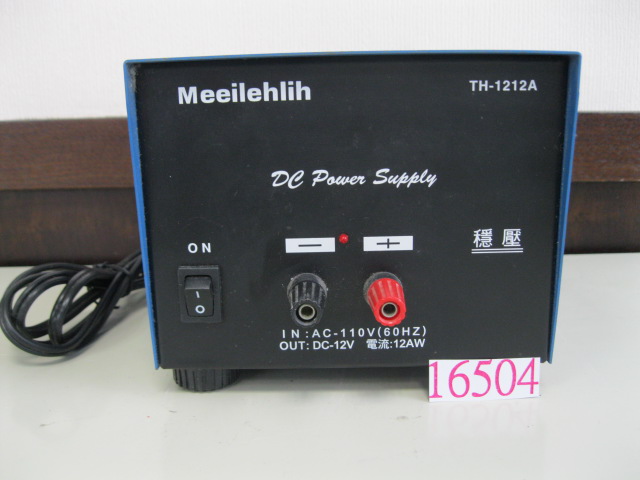 Meeilehlih TH-1212A
DC Power Supply
ON
− +
穩壓
I
O
IN:AC-110V(60HZ)
OUT: DC-12V 電流:12AW
16504